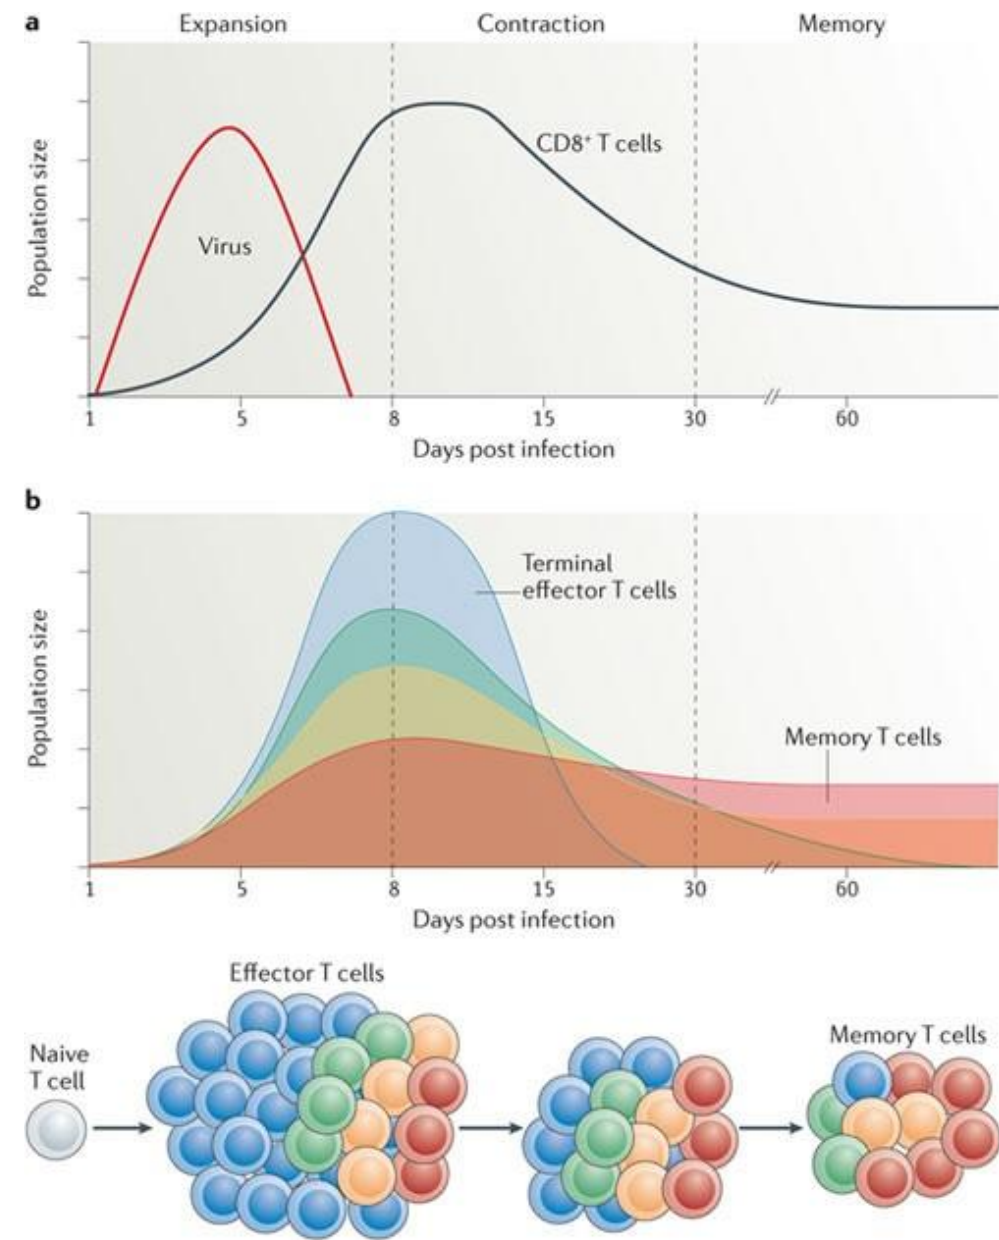 a
Expansion
Contraction
Memory
Population size
Virus
CD8⁺ T cells
1 5 8 15 30 60
Days post infection
b
Population size
Terminal
effector T cells
Memory T cells
1 5 8 15 30 60
Days post infection
Effector T cells
Naive
T cell
Memory T cells